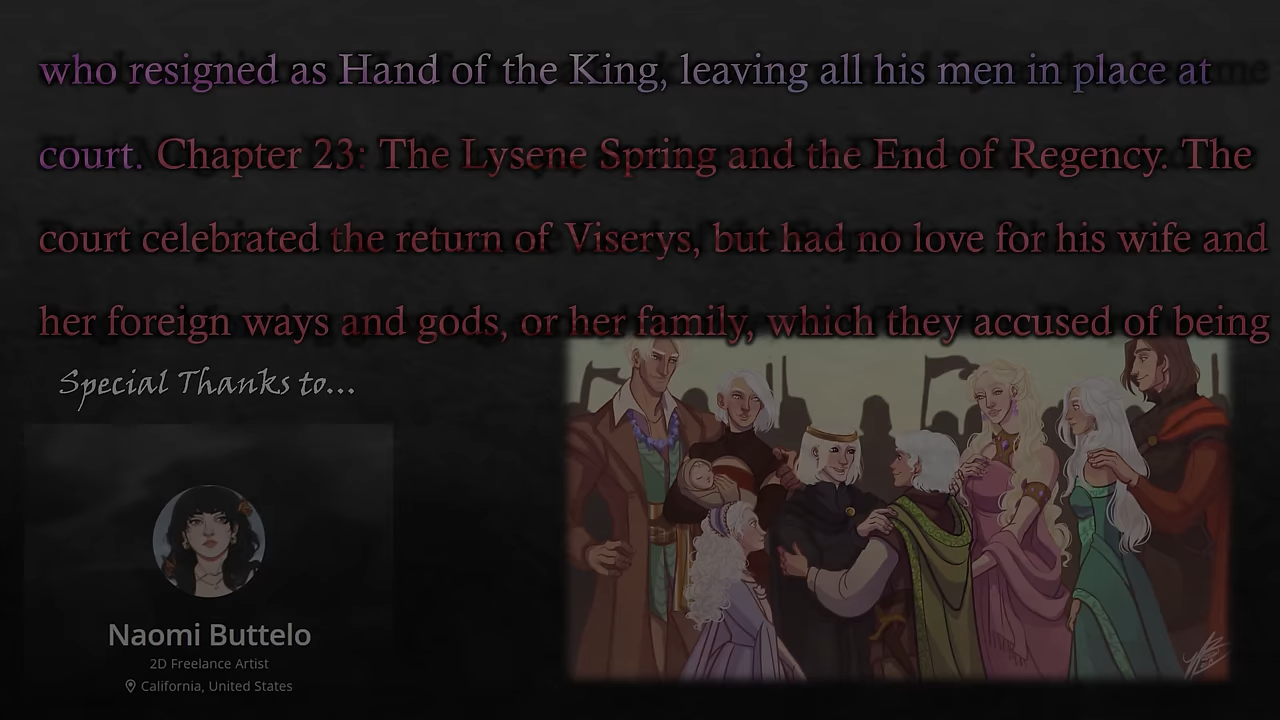 who resigned as Hand of the King, leaving all his men in place at
court. Chapter 23: The Lysene Spring and the End of Regency. The
court celebrated the return of Viserys, but had no love for his wife and
her foreign ways and gods, or her family, which they accused of being
Special Thanks to...
Naomi Buttelo
2D Freelance Artist
California, United States